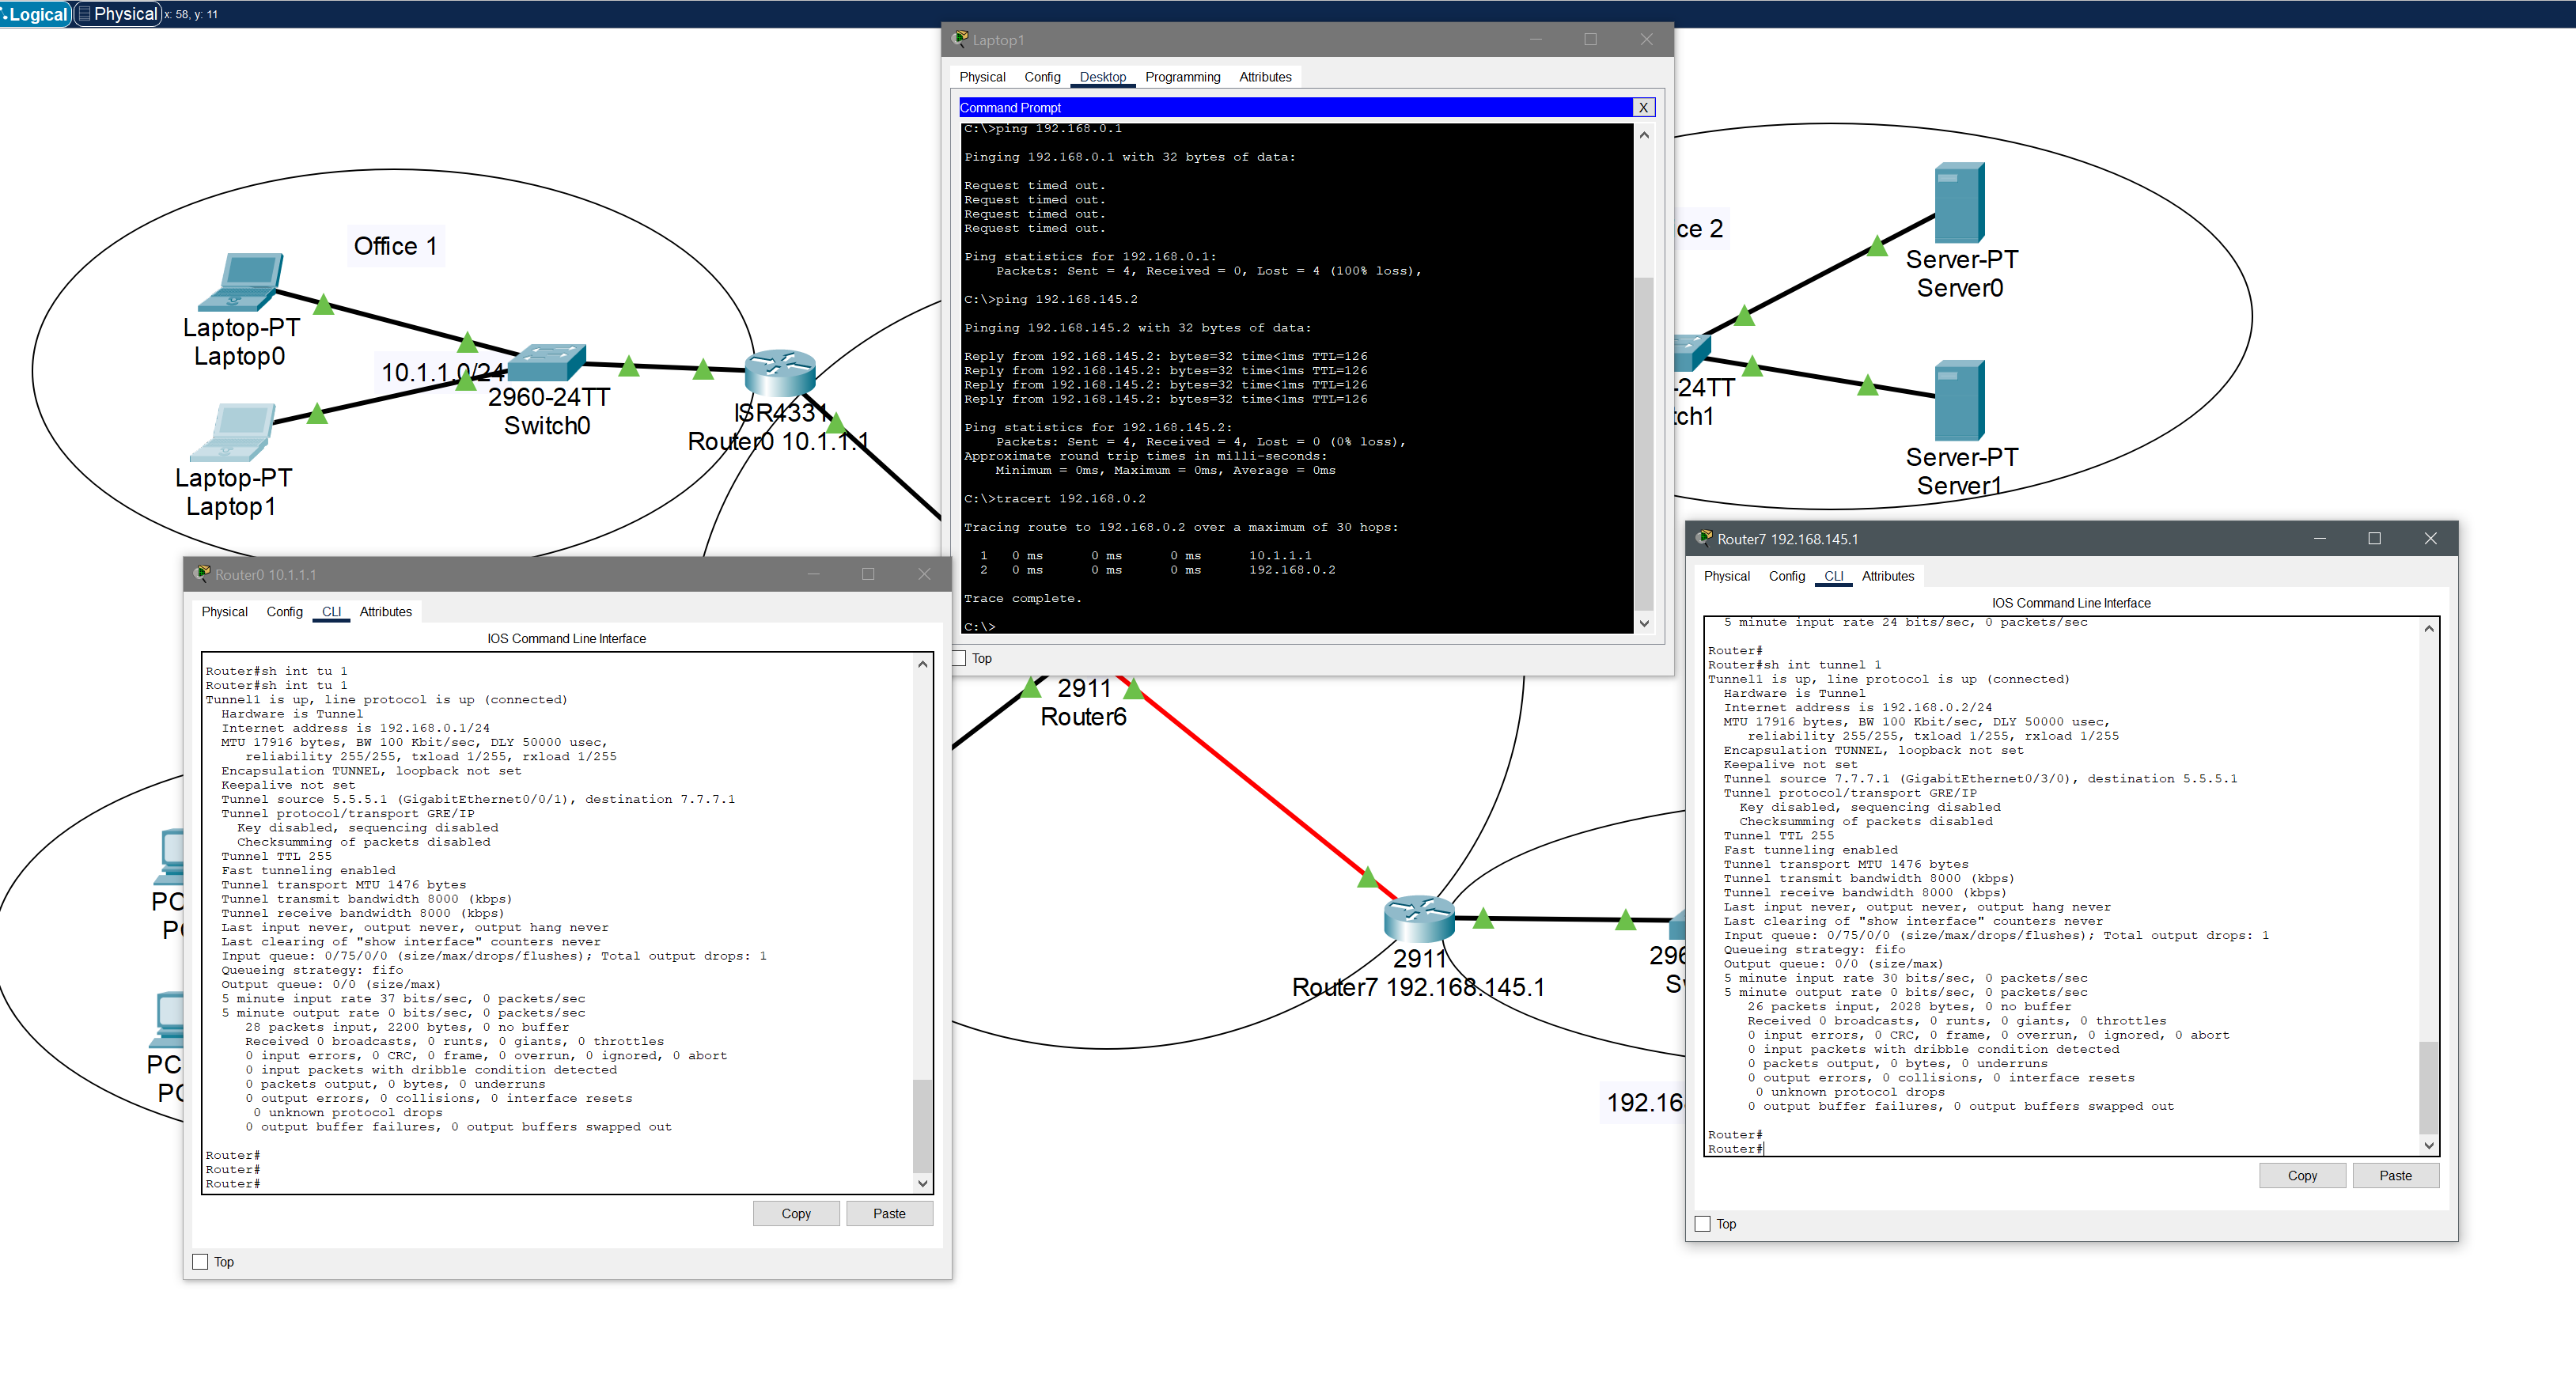 Logical Physical x: 58, y: 11
Office 1
Laptop-PT
Laptop0
10.1.1.0/24
2960-24TT
Switch0
Laptop-PT
Laptop1
ISR4331
Router0 10.1.1.1
Laptop1
Physical Config Desktop Programming Attributes
Command Prompt X
C:\>ping 192.168.0.1
Pinging 192.168.0.1 with 32 bytes of data:
Request timed out.
Request timed out.
Request timed out.
Request timed out.
Ping statistics for 192.168.0.1:
Packets: Sent = 4, Received = 0, Lost = 4 (100% loss),
C:\>ping 192.168.145.2
Pinging 192.168.145.2 with 32 bytes of data:
Reply from 192.168.145.2: bytes=32 time<1ms TTL=126
Reply from 192.168.145.2: bytes=32 time<1ms TTL=126
Reply from 192.168.145.2: bytes=32 time<1ms TTL=126
Reply from 192.168.145.2: bytes=32 time<1ms TTL=126
Ping statistics for 192.168.145.2:
Packets: Sent = 4, Received = 4, Lost = 0 (0% loss),
Approximate round trip times in milli-seconds:
Minimum = 0ms, Maximum = 0ms, Average = 0ms
C:\>tracert 192.168.0.2
Tracing route to 192.168.0.2 over a maximum of 30 hops:
1 0 ms 0 ms 0 ms 10.1.1.1
2 0 ms 0 ms 0 ms 192.168.0.2
Trace complete.
C:\>
Top
ce 2
Server-PT
Server0
-24TT
tch1
Server-PT
Server1
Router0 10.1.1.1
Physical Config CLI Attributes
IOS Command Line Interface
Router#sh int tu 1
Router#sh int tu 1
Tunnel1 is up, line protocol is up (connected)
Hardware is Tunnel
Internet address is 192.168.0.1/24
MTU 17916 bytes, BW 100 Kbit/sec, DLY 50000 usec,
reliability 255/255, txload 1/255, rxload 1/255
Encapsulation TUNNEL, loopback not set
Keepalive not set
Tunnel source 5.5.5.1 (GigabitEthernet0/0/1), destination 7.7.7.1
Tunnel protocol/transport GRE/IP
Key disabled, sequencing disabled
Checksumming of packets disabled
Tunnel TTL 255
Fast tunneling enabled
Tunnel transport MTU 1476 bytes
Tunnel transmit bandwidth 8000 (kbps)
Tunnel receive bandwidth 8000 (kbps)
Last input never, output never, output hang never
Last clearing of "show interface" counters never
Input queue: 0/75/0/0 (size/max/drops/flushes); Total output drops: 1
Queueing strategy: fifo
Output queue: 0/0 (size/max)
5 minute input rate 37 bits/sec, 0 packets/sec
5 minute output rate 0 bits/sec, 0 packets/sec
28 packets input, 2200 bytes, 0 no buffer
Received 0 broadcasts, 0 runts, 0 giants, 0 throttles
0 input errors, 0 CRC, 0 frame, 0 overrun, 0 ignored, 0 abort
0 input packets with dribble condition detected
0 packets output, 0 bytes, 0 underruns
0 output errors, 0 collisions, 0 interface resets
0 unknown protocol drops
0 output buffer failures, 0 output buffers swapped out
Router#
Router#
Router#
Copy Paste
Top
PC
PC
PC
PC
2911
Router6
2911
Router7 192.168.145.1
296
Sw
192.16
Router7 192.168.145.1
Physical Config CLI Attributes
IOS Command Line Interface
5 minute input rate 24 bits/sec, 0 packets/sec
Router#
Router#sh int tunnel 1
Tunnel1 is up, line protocol is up (connected)
Hardware is Tunnel
Internet address is 192.168.0.2/24
MTU 17916 bytes, BW 100 Kbit/sec, DLY 50000 usec,
reliability 255/255, txload 1/255, rxload 1/255
Encapsulation TUNNEL, loopback not set
Keepalive not set
Tunnel source 7.7.7.1 (GigabitEthernet0/3/0), destination 5.5.5.1
Tunnel protocol/transport GRE/IP
Key disabled, sequencing disabled
Checksumming of packets disabled
Tunnel TTL 255
Fast tunneling enabled
Tunnel transport MTU 1476 bytes
Tunnel transmit bandwidth 8000 (kbps)
Tunnel receive bandwidth 8000 (kbps)
Last input never, output never, output hang never
Last clearing of "show interface" counters never
Input queue: 0/75/0/0 (size/max/drops/flushes); Total output drops: 1
Queueing strategy: fifo
Output queue: 0/0 (size/max)
5 minute input rate 30 bits/sec, 0 packets/sec
5 minute output rate 0 bits/sec, 0 packets/sec
26 packets input, 2028 bytes, 0 no buffer
Received 0 broadcasts, 0 runts, 0 giants, 0 throttles
0 input errors, 0 CRC, 0 frame, 0 overrun, 0 ignored, 0 abort
0 input packets with dribble condition detected
0 packets output, 0 bytes, 0 underruns
0 output errors, 0 collisions, 0 interface resets
0 unknown protocol drops
0 output buffer failures, 0 output buffers swapped out
Router#
Router#
Copy Paste
Top